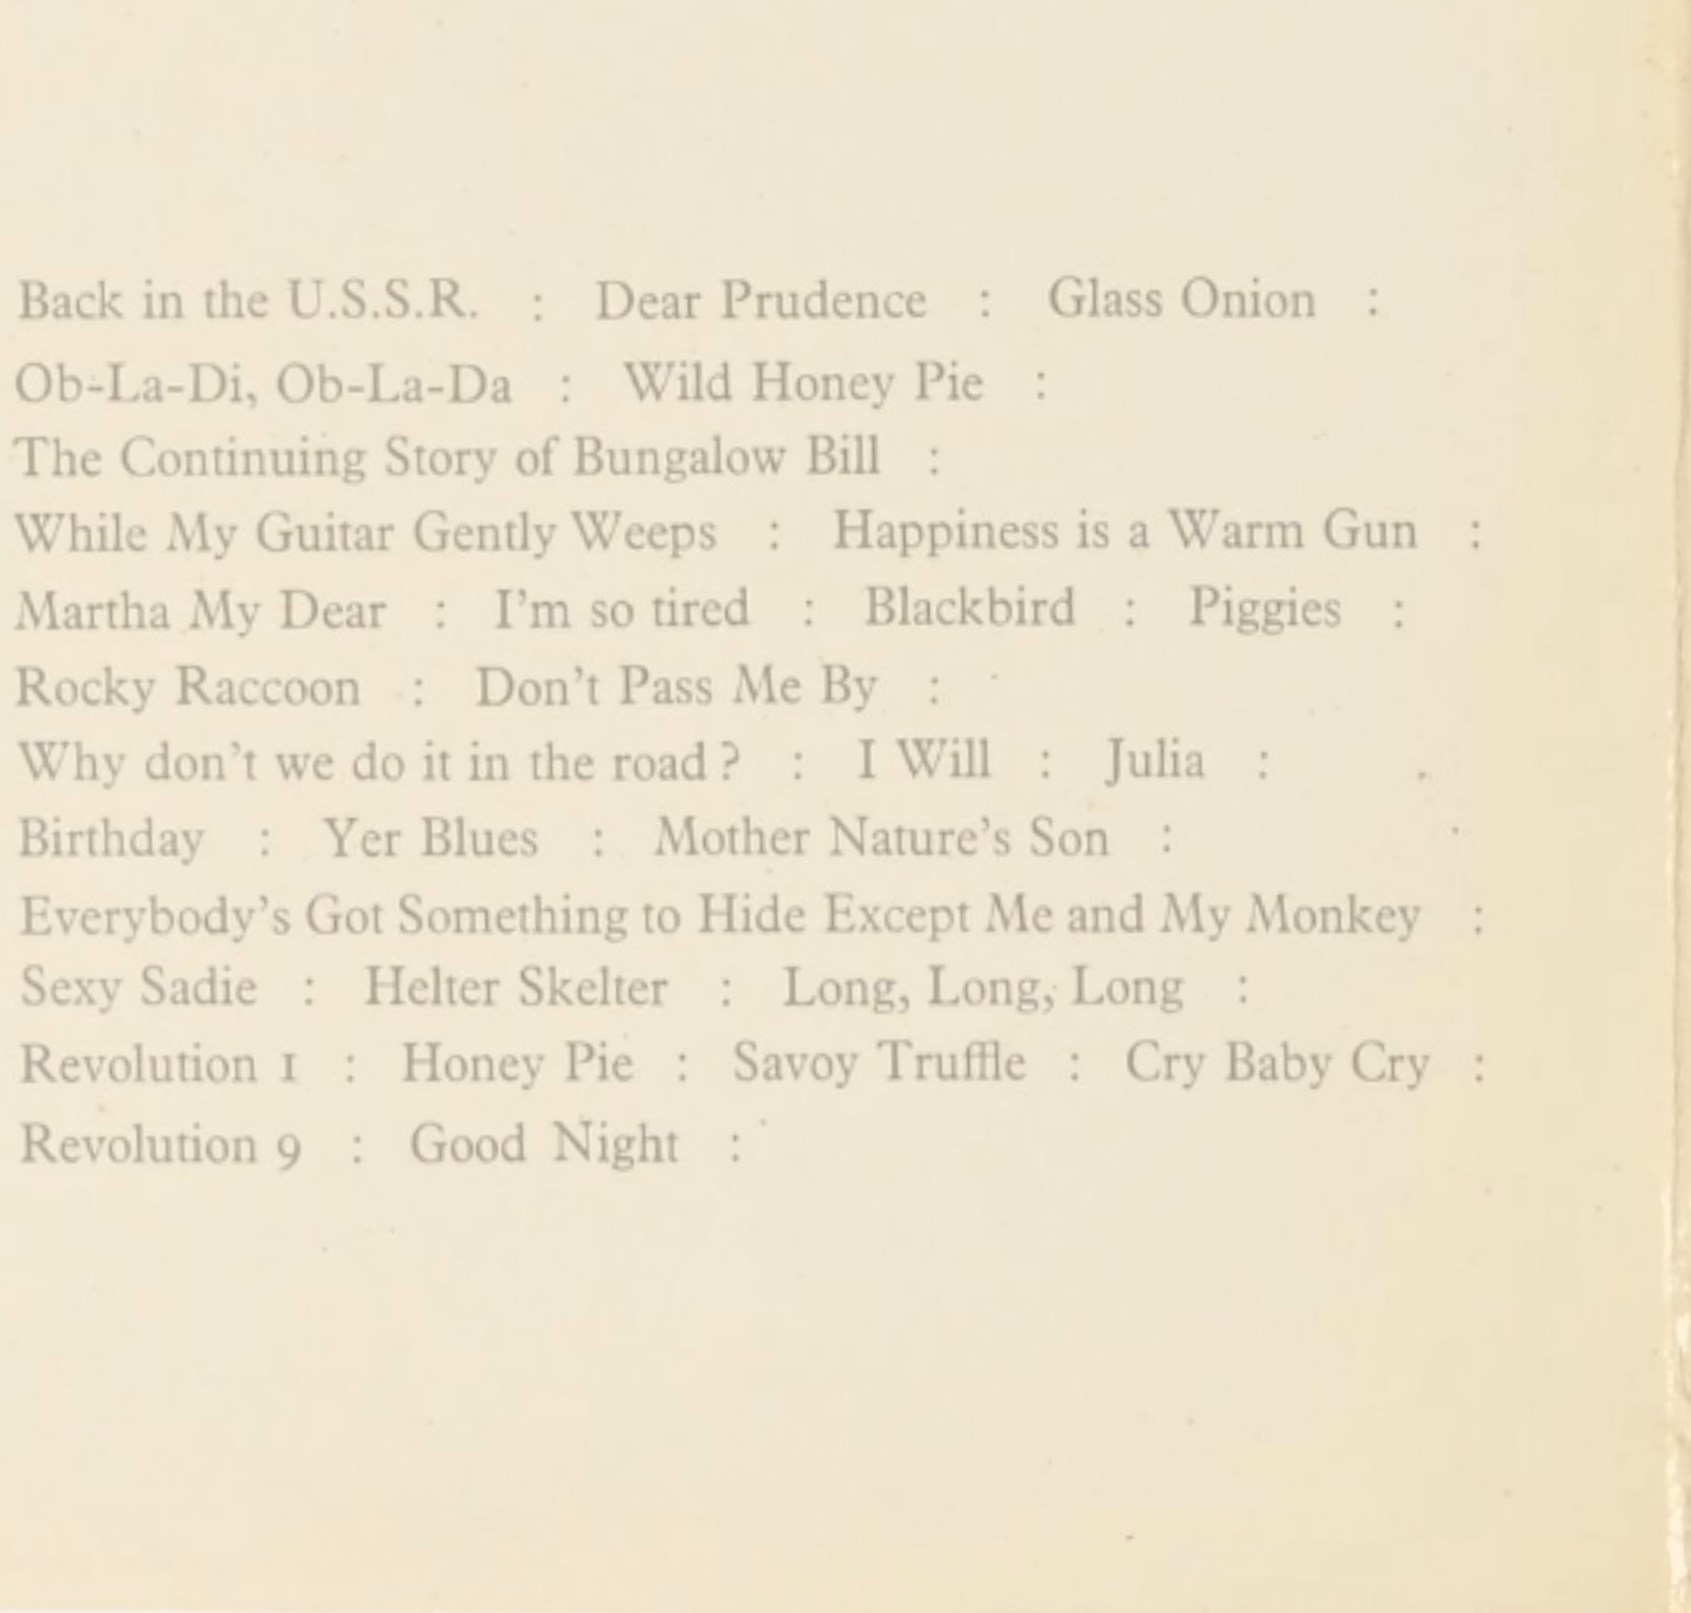 Back in the U.S.S.R. : Dear Prudence : Glass Onion :
Ob-La-Di, Ob-La-Da : Wild Honey Pie :
The Continuing Story of Bungalow Bill :
While My Guitar Gently Weeps : Happiness is a Warm Gun :
Martha My Dear : I'm so tired : Blackbird : Piggies :
Rocky Raccoon : Don't Pass Me By :
Why don't we do it in the road? : I Will : Julia :
Birthday : Yer Blues : Mother Nature's Son :
Everybody's Got Something to Hide Except Me and My Monkey :
Sexy Sadie : Helter Skelter : Long, Long, Long :
Revolution 1 : Honey Pie : Savoy Truffle : Cry Baby Cry :
Revolution 9 : Good Night :